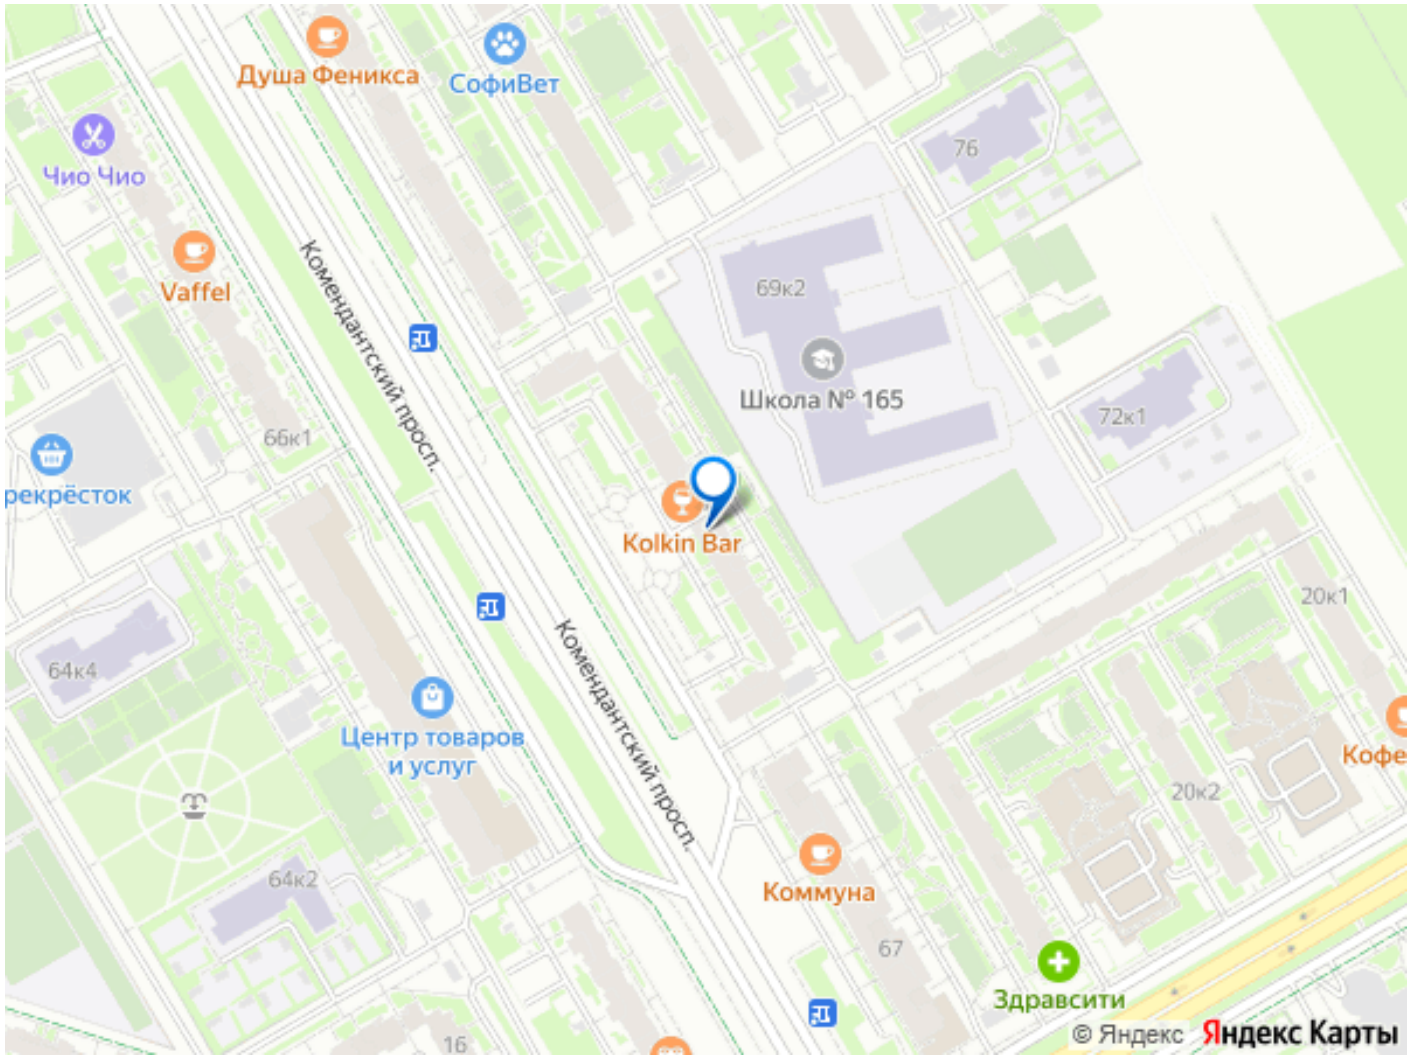 Душа Феникса
СофиВет
Чио Чио
76
Vaffel
69к2
Комендантский просп.
Школа № 165
72к1
66к1
рекрёсток
Kolkin Bar
20к1
64к4
Комендантский просп.
Центр товаров
и услуг
Кофе
20к2
64к2
Коммуна
67
Здравсити
16
© Яндекс Яндекс Карты